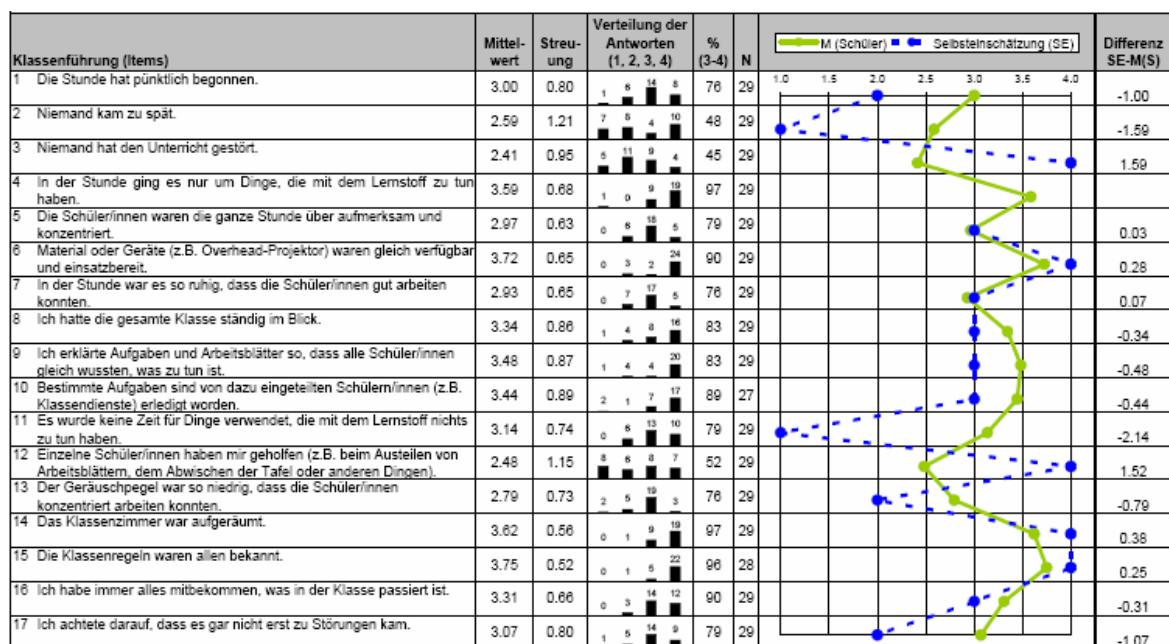 Klassenführung (Items) Mittel-wert Streu-ung Verteilung der Antworten (1, 2, 3, 4) % (3-4) N M (Schüler) Selbsteinschätzung (SE) Differenz SE-M(S)
1.0 2.0 2.5 3.0 3.5 4.0
1 Die Stunde hat pünktlich begonnen. 3.00 0.80 1 6 14 8 76 29 -1.00
2 Niemand kam zu spät. 2.59 1.21 7 8 4 10 48 29 -1.59
3 Niemand hat den Unterricht gestört. 2.41 0.95 5 11 9 4 45 29 1.59
4 In der Stunde ging es nur um Dinge, die mit dem Lernstoff zu tun
haben. 3.59 0.68 1 0 9 19 97 29
5 Die Schüler/innen waren die ganze Stunde über aufmerksam und
konzentriert. 2.97 0.63 0 6 18 5 79 29 0.03
6 Material oder Geräte (z.B. Overhead-Projektor) waren gleich verfügbar
und einsatzbereit. 3.72 0.65 0 3 2 24 90 29 0.28
7 In der Stunde war es so ruhig, dass die Schüler/innen gut arbeiten
konnten. 2.93 0.65 0 7 17 5 76 29 0.07
8 Ich hatte die gesamte Klasse ständig im Blick. 3.34 0.86 1 4 8 16 83 29 -0.34
9 Ich erklärte Aufgaben und Arbeitsblätter so, dass alle Schüler/innen
gleich wussten, was zu tun ist. 3.48 0.87 1 4 4 20 83 29 -0.48
10 Bestimmte Aufgaben sind von dazu eingeteilten Schülern/innen (z.B.
Klassendienste) erledigt worden. 3.44 0.89 2 1 7 17 89 27 -0.44
11 Es wurde keine Zeit für Dinge verwendet, die mit dem Lernstoff nichts
zu tun haben. 3.14 0.74 0 6 13 10 79 29 -2.14
12 Einzelne Schüler/innen haben mir geholfen (z.B. beim Austeilen von
Arbeitsblättern, dem Abwischen der Tafel oder anderen Dingen). 2.48 1.15 8 6 8 7 52 29 1.52
13 Der Geräuschpegel war so niedrig, dass die Schüler/innen
konzentriert arbeiten konnten. 2.79 0.73 2 5 19 3 76 29 -0.79
14 Das Klassenzimmer war aufgeräumt. 3.62 0.56 0 1 9 19 97 29 0.38
15 Die Klassenregeln waren allen bekannt. 3.75 0.52 0 1 5 22 96 28 0.25
16 Ich habe immer alles mitbekommen, was in der Klasse passiert ist. 3.31 0.66 0 3 14 12 90 29 -0.31
17 Ich achtete darauf, dass es gar nicht erst zu Störungen kam. 3.07 0.80 1 5 14 9 79 29 -1.07